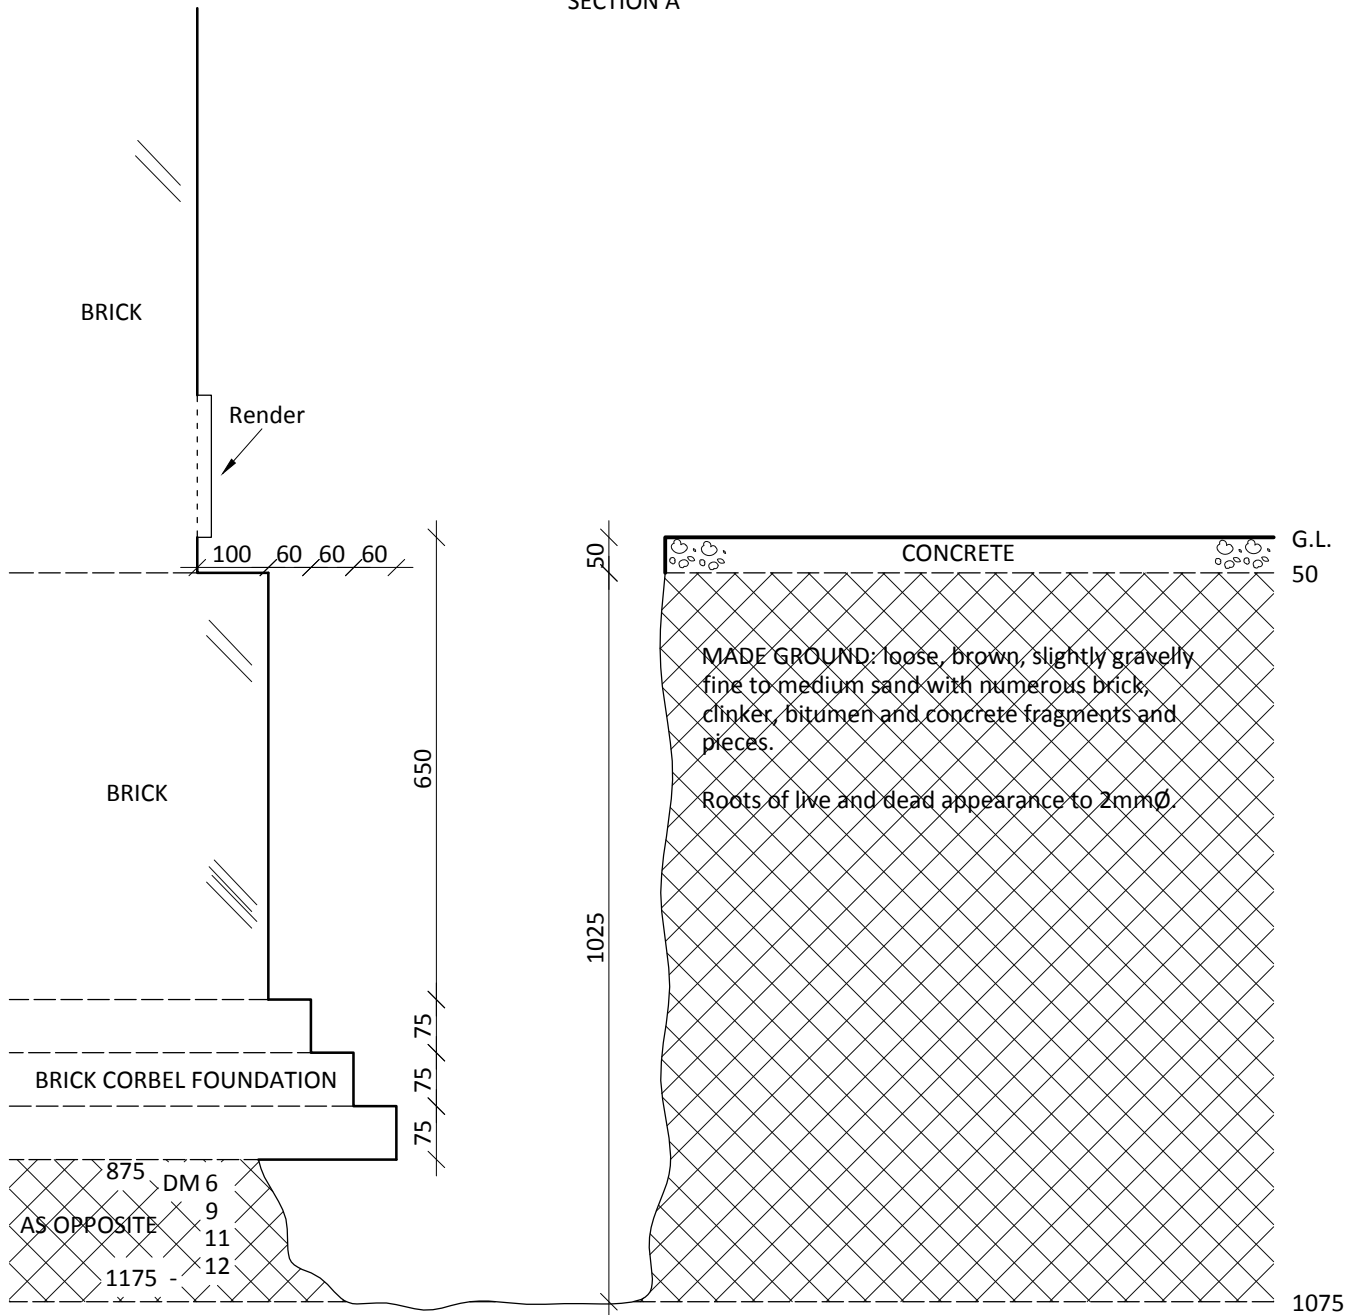 SECTION A
BRICK
Render
100 60 60 60
50
CONCRETE
G.L.
50
MADE GROUND: loose, brown, slightly gravelly
fine to medium sand with numerous brick,
clinker, bitumen and concrete fragments and
pieces.
Roots of live and dead appearance to 2mmØ.
650
BRICK
1025
75
BRICK CORBEL FOUNDATION
75
75
875 DM 6
9
AS OPPOSITE
11
12
1175 -
1075